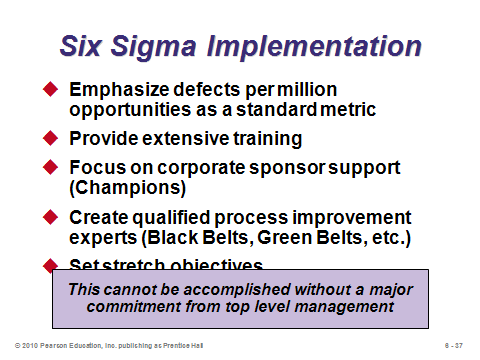 Six Sigma Implementation
Emphasize defects per million
opportunities as a standard metric
Provide extensive training
Focus on corporate sponsor support
(Champions)
Create qualified process improvement
experts (Black Belts, Green Belts, etc.)
Set stretch objectives
This cannot be accomplished without a major
commitment from top level management
© 2010 Pearson Education, Inc. publishing as Prentice Hall
6 - 37